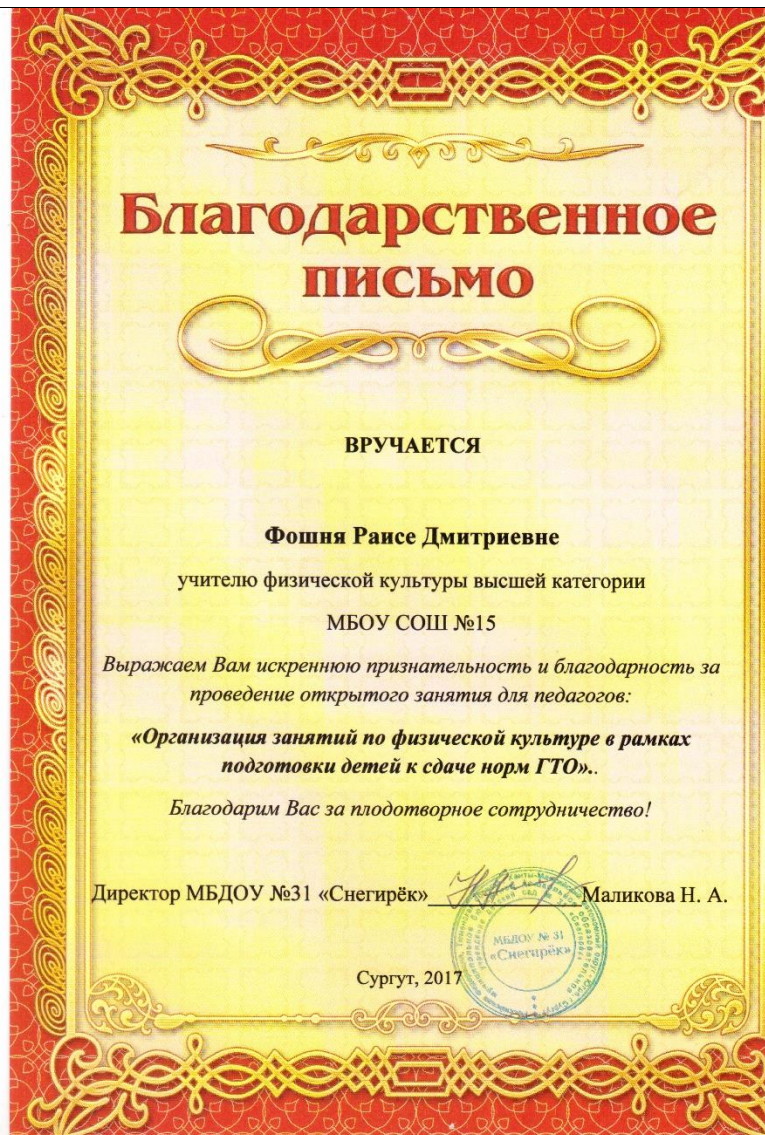 Благодарственное
письмо
ВРУЧАЕТСЯ
Фошня Раисе Дмитриевне
учителю физической культуры высшей категории
МБОУ СОШ №15
Выражаем Вам искреннюю признательность и благодарность за
проведение открытого занятия для педагогов:
«Организация занятий по физической культуре в рамках
подготовки детей к сдаче норм ГТО»..
Благодарим Вас за плодотворное сотрудничество!
Директор МБДОУ №31 «Снегирёк» Маликова Н. А.
МБДОУ № 31
«Снегирёк»
Сургут, 2017